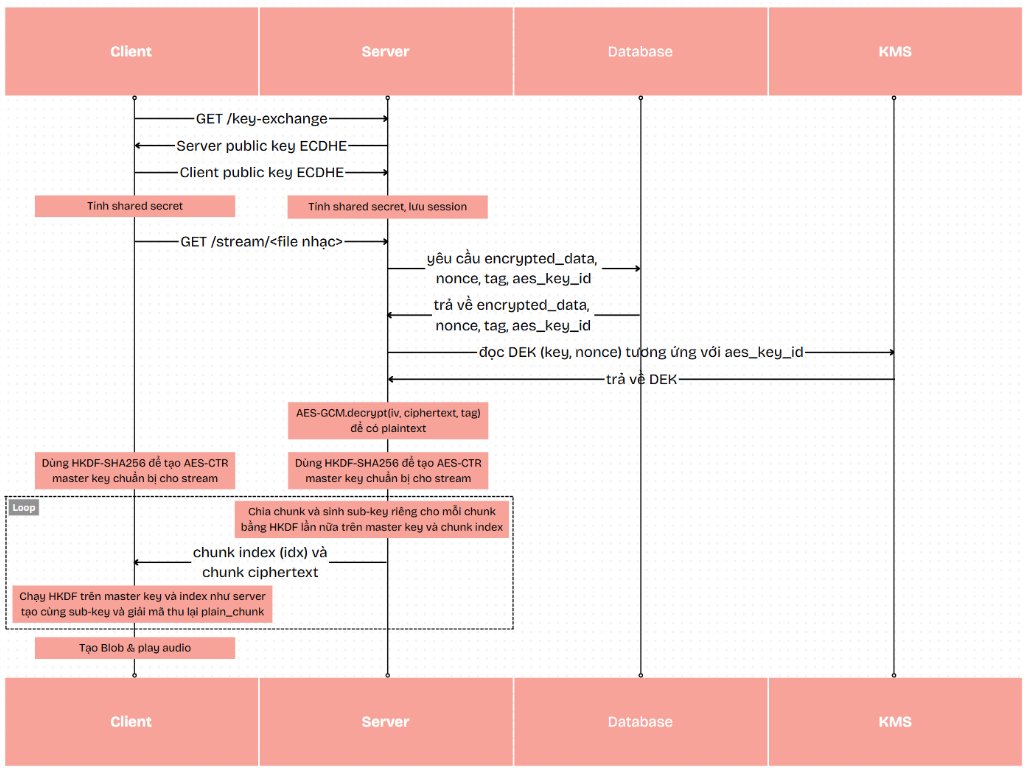 Client
Server
Database
KMS
GET /key-exchange
Server public key ECDHE
Client public key ECDHE
Tính shared secret
Tính shared secret, lưu session
GET /stream/<file nhạc>
yêu cầu encrypted_data,
nonce, tag, aes_key_id
trả về encrypted_data,
nonce, tag, aes_key_id
đọc DEK (key, nonce) tương ứng với aes_key_id
trả về DEK
AES-GCM.decrypt(iv, ciphertext, tag)
để có plaintext
Dùng HKDF-SHA256 để tạo AES-CTR
master key chuẩn bị cho stream
Dùng HKDF-SHA256 để tạo AES-CTR
master key chuẩn bị cho stream
Loop
Chia chunk và sinh sub-key riêng cho mỗi chunk
bằng HKDF lần nữa trên master key và chunk index
chunk index (idx) và
chunk ciphertext
Chạy HKDF trên master key và index như server
tạo cùng sub-key và giải mã thu lại plain_chunk
Tạo Blob & play audio
Client
Server
Database
KMS